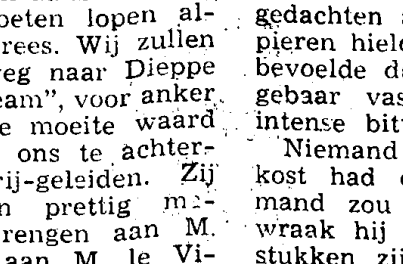 oeten lopen al-
rees. Wij zullen
eg naar Dieppe
eam”, voor anker
e moeite waard
ons te achter-
ij-geleiden. Zij
n prettig
rengen aan M.
aan M. le Vi-
gedachten
pieren hiel
bevoelde d
gebaar vas
intense bit
Niemand
kost had
mand zou
wraak hij
stukken zij